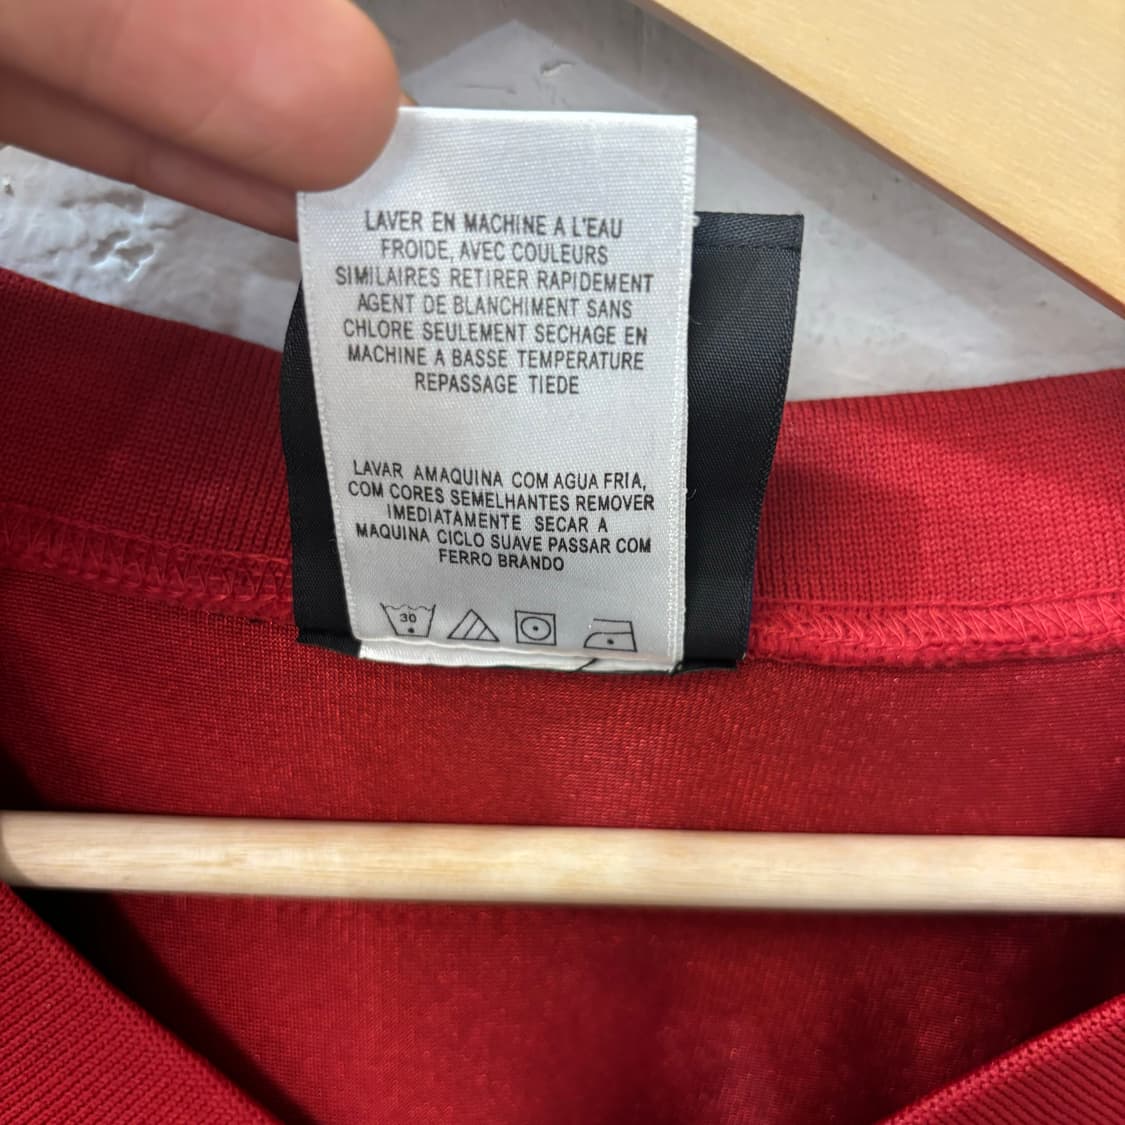 LAVER EN MACHINE A L'EAU
FROIDE, AVEC COULEURS
SIMILAIRES RETIRER RAPIDEMENT
AGENT DE BLANCHIMENT SANS
CHLORE SEULEMENT SECHAGE EN
MACHINE A BASSE TEMPERATURE
REPASSAGE TIEDE
LAVAR AMAQUINA COM AGUA FRIA,
COM CORES SEMELHANTES REMOVER
IMEDIATAMENTE SECAR A
MAQUINA CICLO SUAVE PASSAR COM
FERRO BRANDO
30